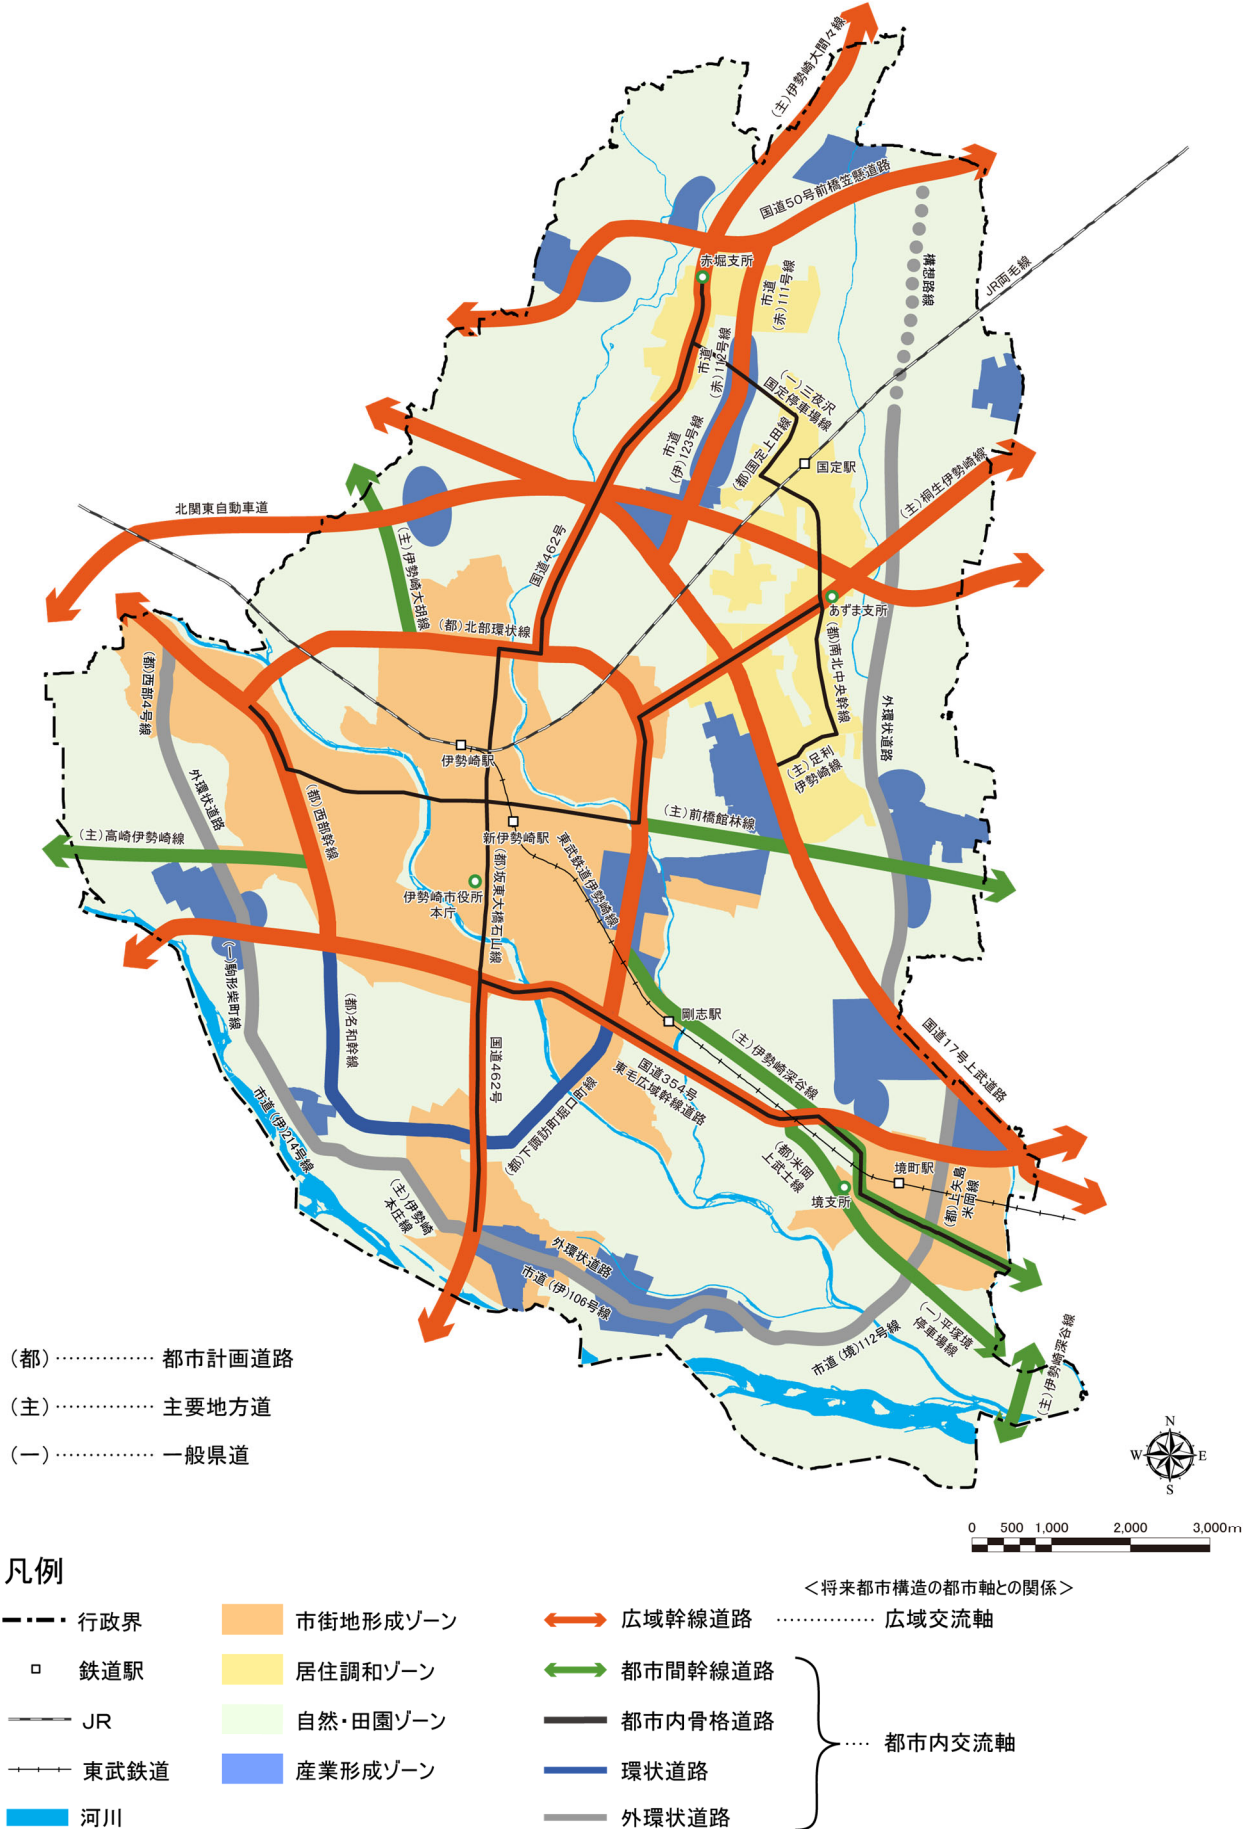 (主)伊勢崎大間々線
国道50号前橋笠懸道路
構想路線
JR両毛線
赤堀支所
市道
(赤)111号線
市道
(赤)112号線
(一)三夜沢
国定停車場線
市道
(伊)123号線
(都)国定上田線
国定駅
(主)桐生伊勢崎線
北関東自動車道
(主)伊勢崎大胡線
国道462号
(都)北部環状線
あずま支所
(都)南北中央幹線
外環状道路
(都)西部4号線
伊勢崎駅
(主)足利
伊勢崎線
外環状道路
(都)西部幹線
(主)前橋館林線
(主)高崎伊勢崎線
新伊勢崎駅
東武鉄道伊勢崎線
伊勢崎市役所
本庁
(都)坂東大橋石山線
(一)駒形柴町線
(都)名和幹線
剛志駅
国道17号上武道路
(主)伊勢崎深谷線
国道462号
国道354号
東毛広域幹線道路
市道(伊)214号線
(都)下諏訪町堀口町線
(都)米岡
上武士線
境町駅
境支所
(都)上矢島
米岡線
(主)伊勢崎
本庄線
外環状道路
市道(伊)106号線
(一)平塚境
停車場線
市道(境)112号線
(主)伊勢崎深谷線
(都)‥‥‥‥‥ 都市計画道路
(主)‥‥‥‥‥ 主要地方道
(一)‥‥‥‥‥ 一般県道
N
W E
S
0 500 1,000 2,000 3,000m
凡例
<将来都市構造の都市軸との関係>
行政界 市街地形成ゾーン 広域幹線道路 ‥‥‥‥‥ 広域交流軸
鉄道駅 居住調和ゾーン 都市間幹線道路
JR 自然・田園ゾーン 都市内骨格道路
‥‥ 都市内交流軸
東武鉄道 産業形成ゾーン 環状道路
河川 外環状道路